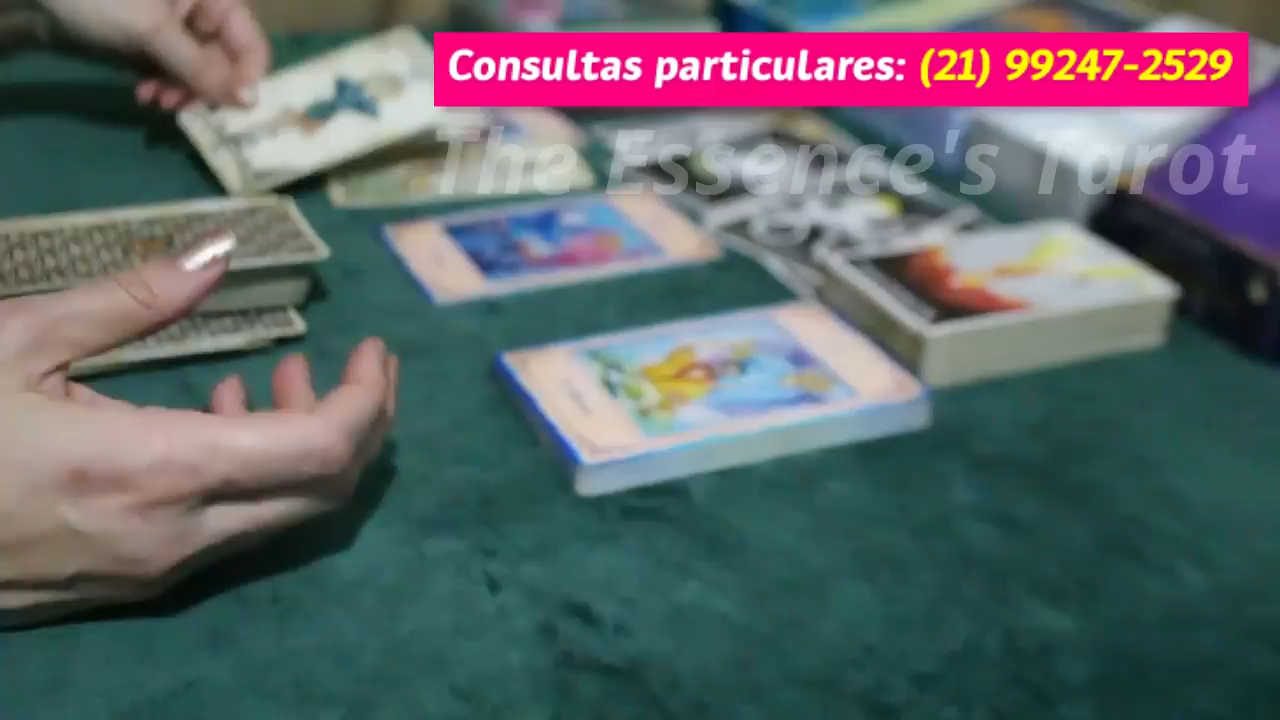 Consultas particulares: (21) 99247-2529
The Essence's Tarot